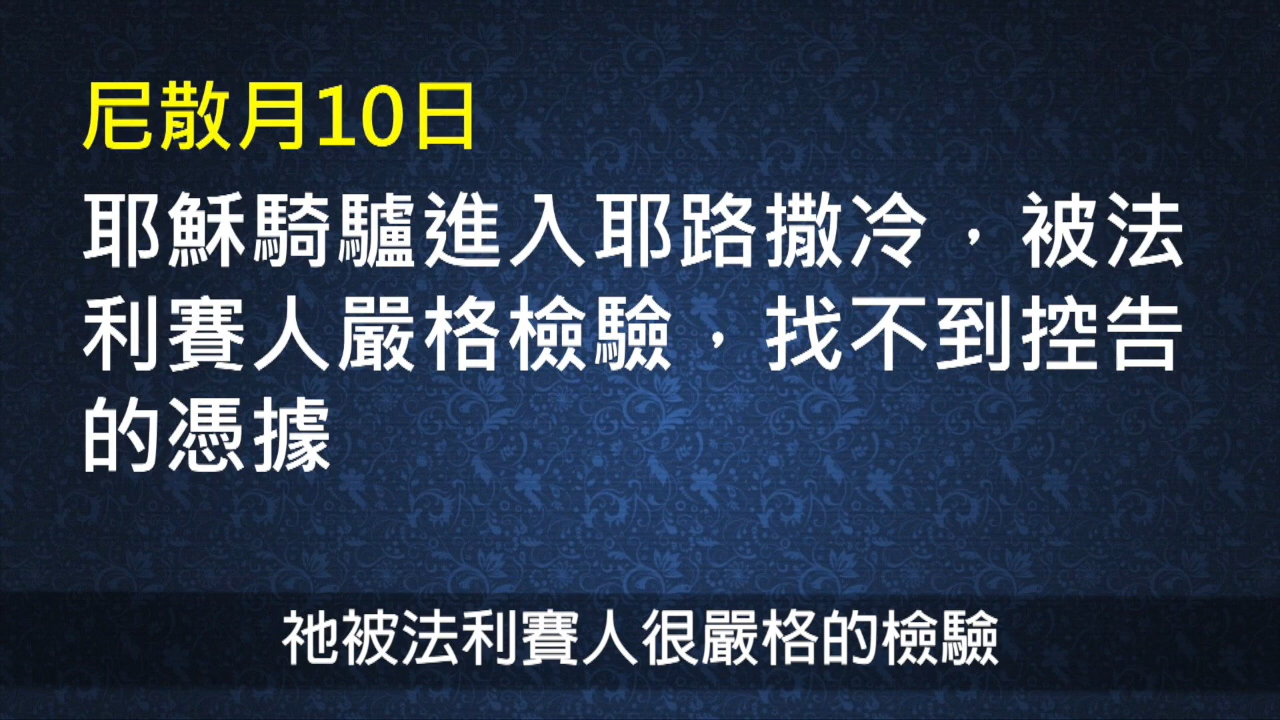 尼散月10日
耶穌騎驢進入耶路撒冷，被法
利賽人嚴格檢驗，找不到控告
的憑據
祂被法利賽人很嚴格的檢驗